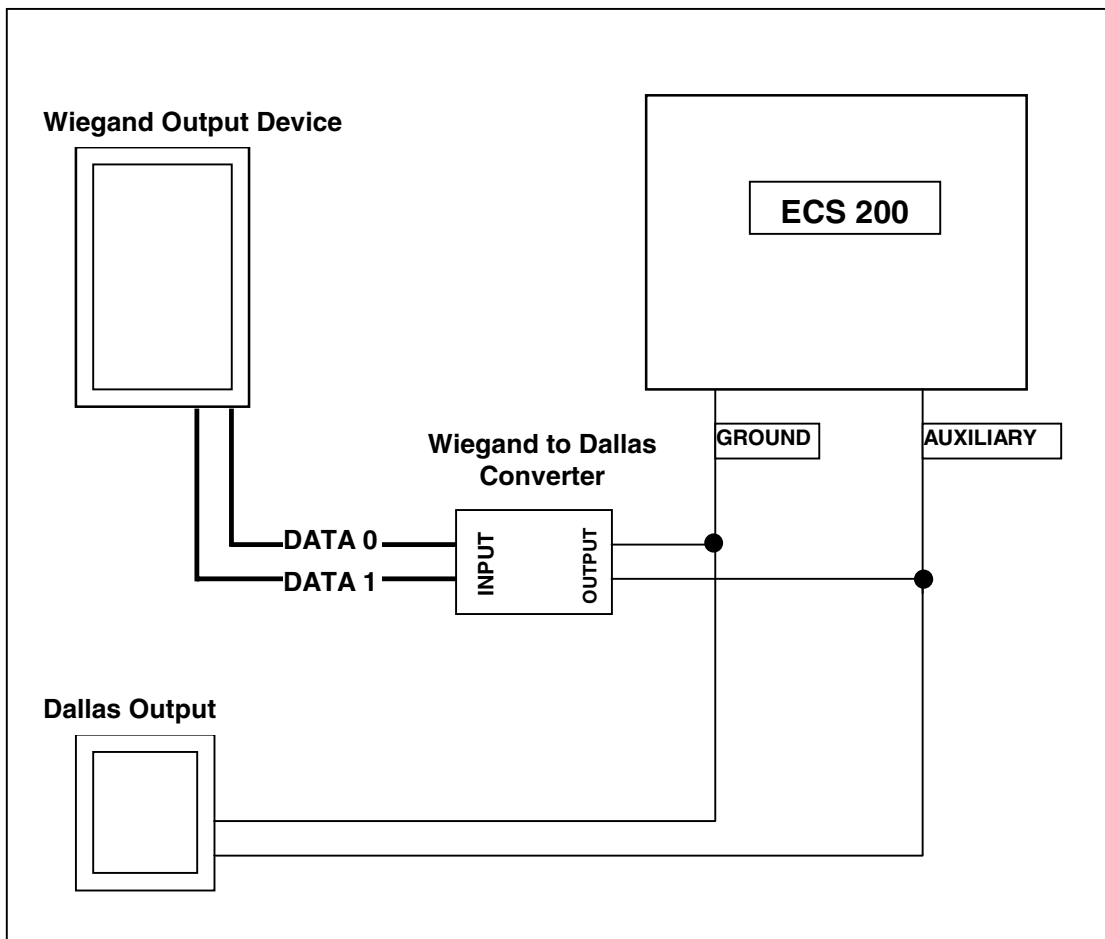 Wiegand Output Device
ECS 200
GROUND
AUXILIARY
Wiegand to Dallas
Converter
DATA 0
DATA 1
INPUT
OUTPUT
Dallas Output